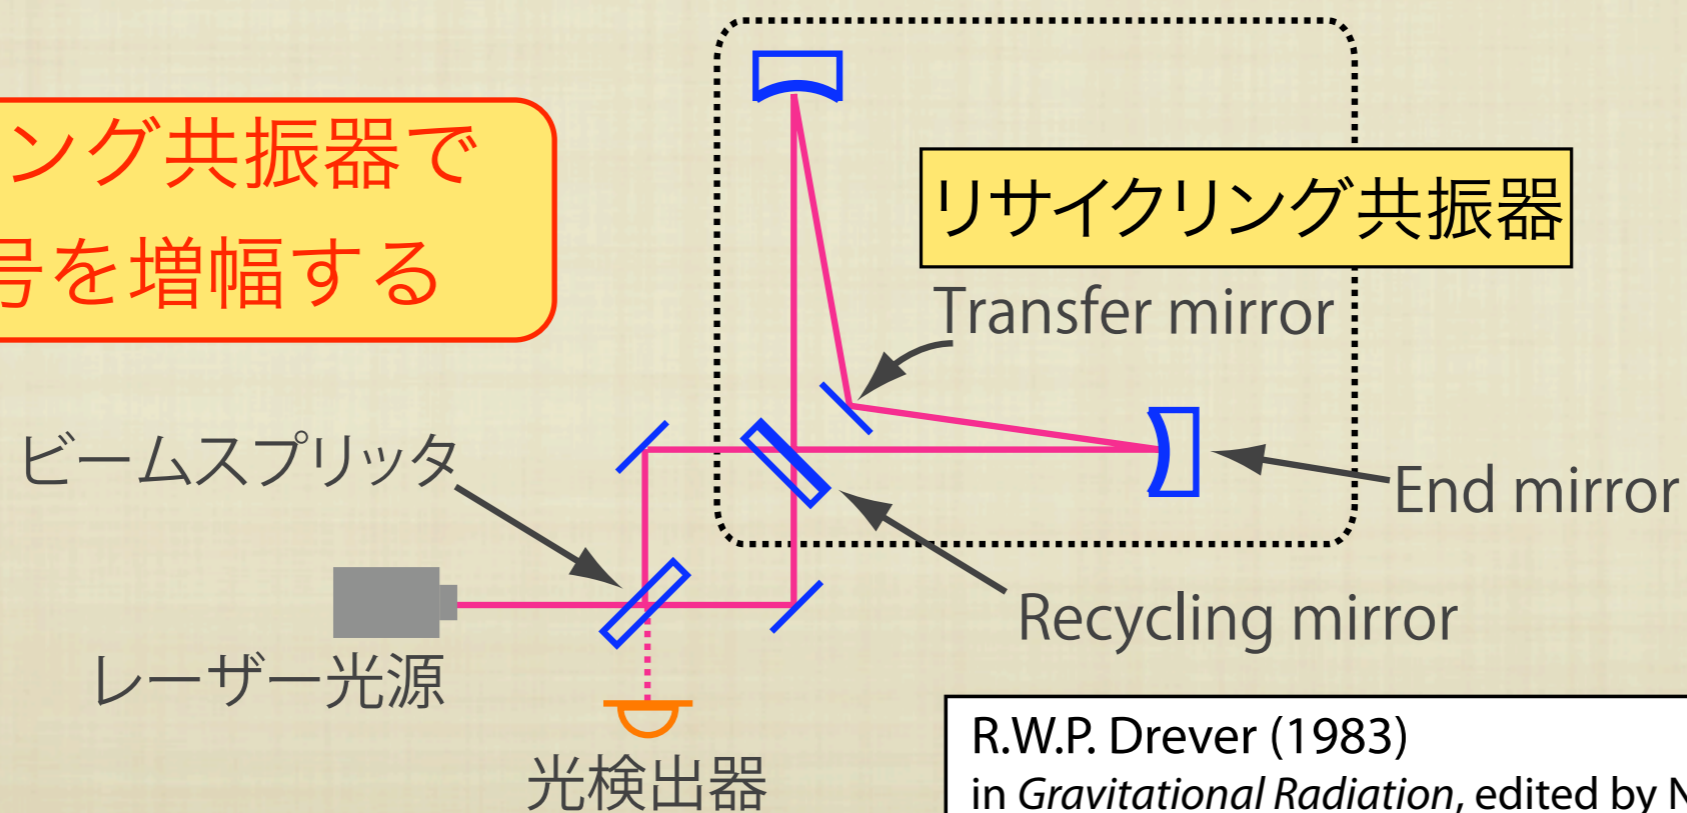 ング共振器で
号を増幅する
リサイクリング共振器
Transfer mirror
ビームスプリッタ
End mirror
Recycling mirror
レーザー光源
光検出器
R.W.P. Drever (1983)
in Gravitational Radiation, edited by N